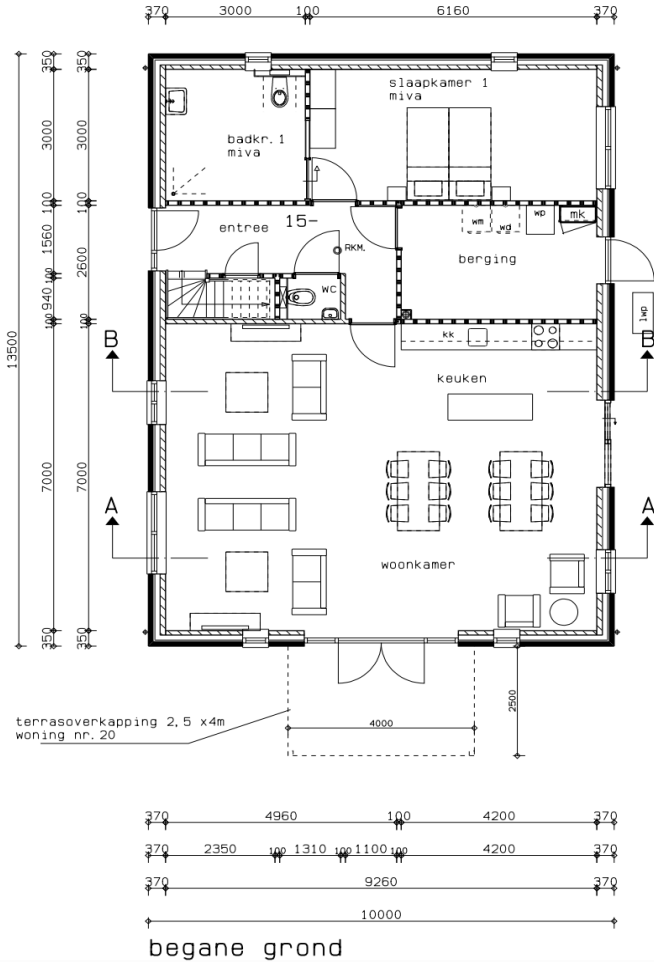 370 3000 100 6160 370
350 350
slaapkamer 1
miva
3000 3000
badkr. 1
miva
100 100
wm wd wp mk
entree 15-
1560 2600
RKM.
berging
100
940 WC
100 100
1wp
B B
kk
13500
keuken
7000 7000
A A
woonkamer
350 350
2500
terrasoverkapping 2,5 x4m
woning nr. 20
4000
370 4960 100 4200 370
370 2350 100 1310 100 1100 100 4200 370
370 9260 370
10000
begane grond